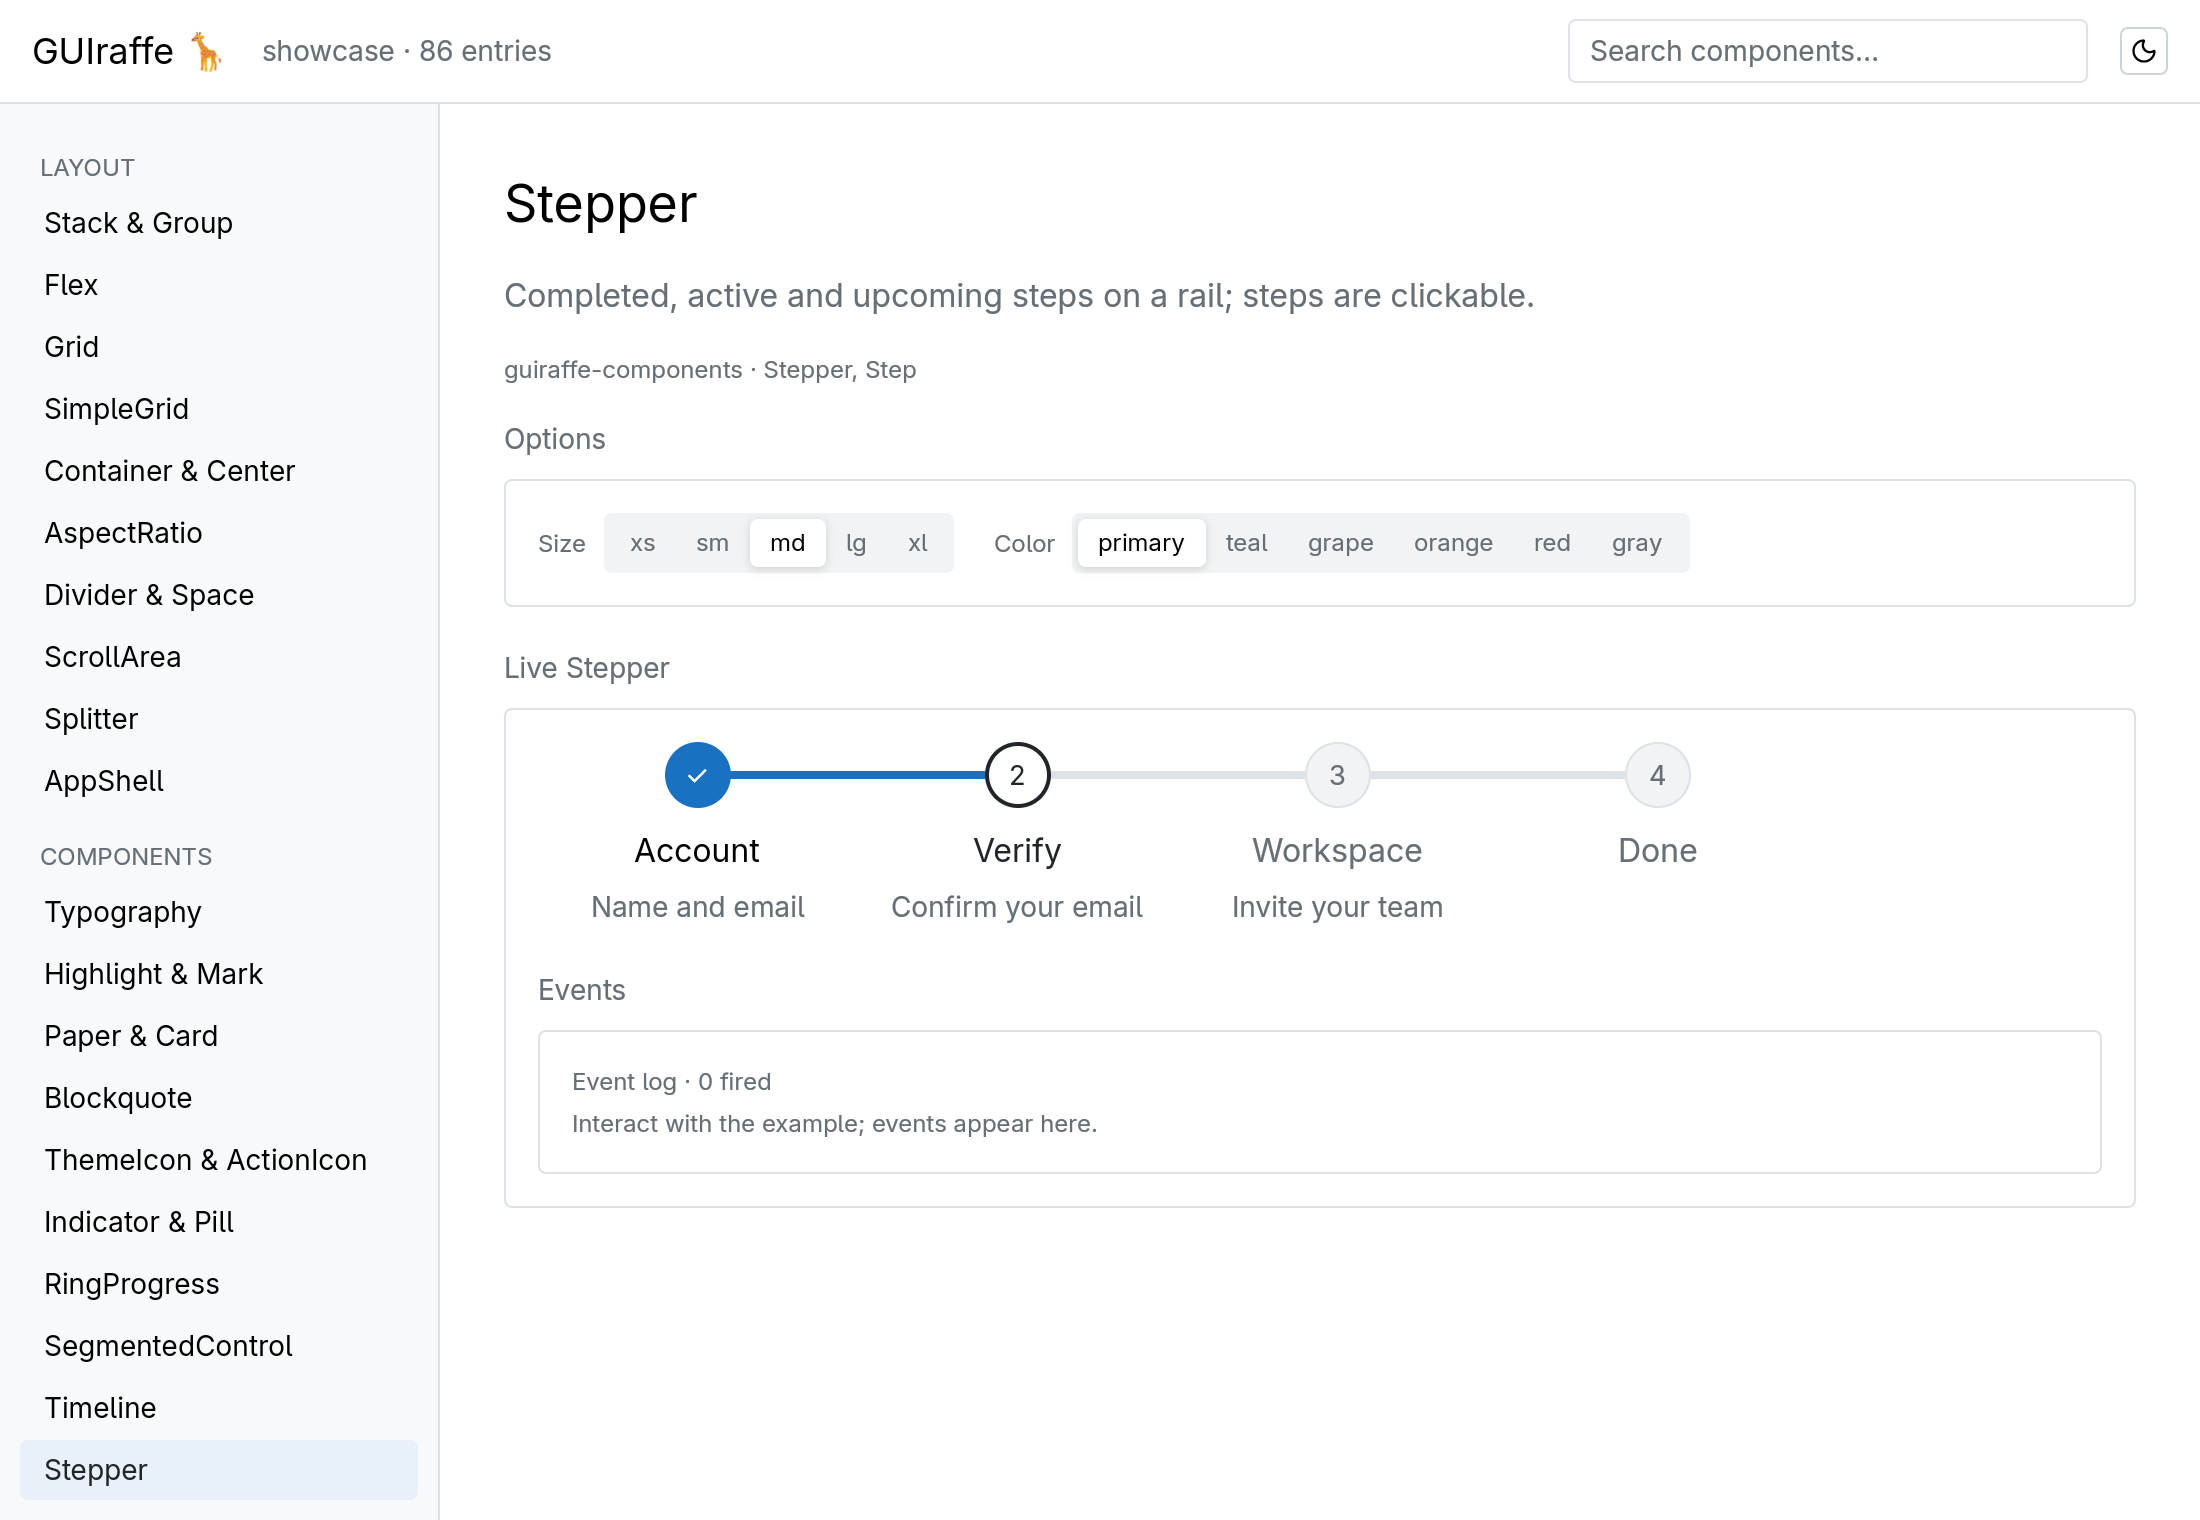 GUIraffe 🦒 showcase · 86 entries Search components...
LAYOUT
Stack & Group
Flex
Grid
SimpleGrid
Container & Center
AspectRatio
Divider & Space
ScrollArea
Splitter
AppShell
COMPONENTS
Typography
Highlight & Mark
Paper & Card
Blockquote
ThemeIcon & ActionIcon
Indicator & Pill
RingProgress
SegmentedControl
Timeline
Stepper
Stepper
Completed, active and upcoming steps on a rail; steps are clickable.
guiraffe-components · Stepper, Step
Options
Size xs sm md lg xl Color primary teal grape orange red gray
Live Stepper
2 3 4
Account Verify Workspace Done
Name and email Confirm your email Invite your team
Events
Event log · 0 fired
Interact with the example; events appear here.